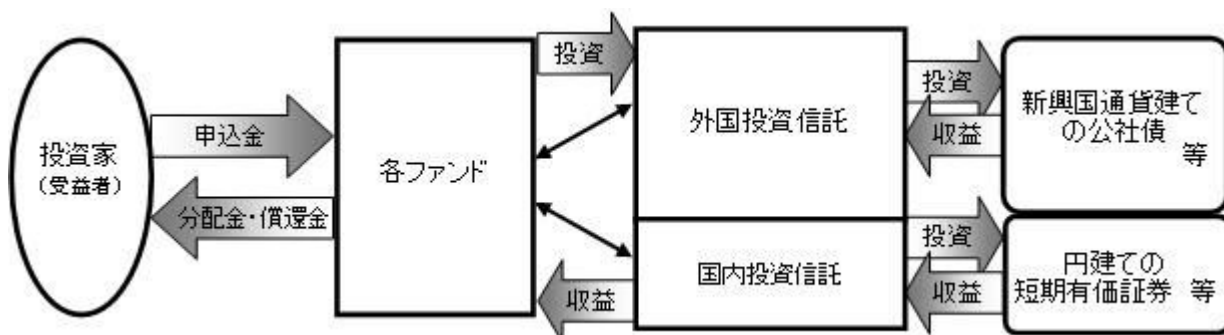 投資家
(受益者)
申込金
分配金・償還金
各ファンド
投資
収益
外国投資信託
国内投資信託
投資
収益
新興国通貨建て
の公社債
等
投資
収益
円建ての
短期有価証券 等